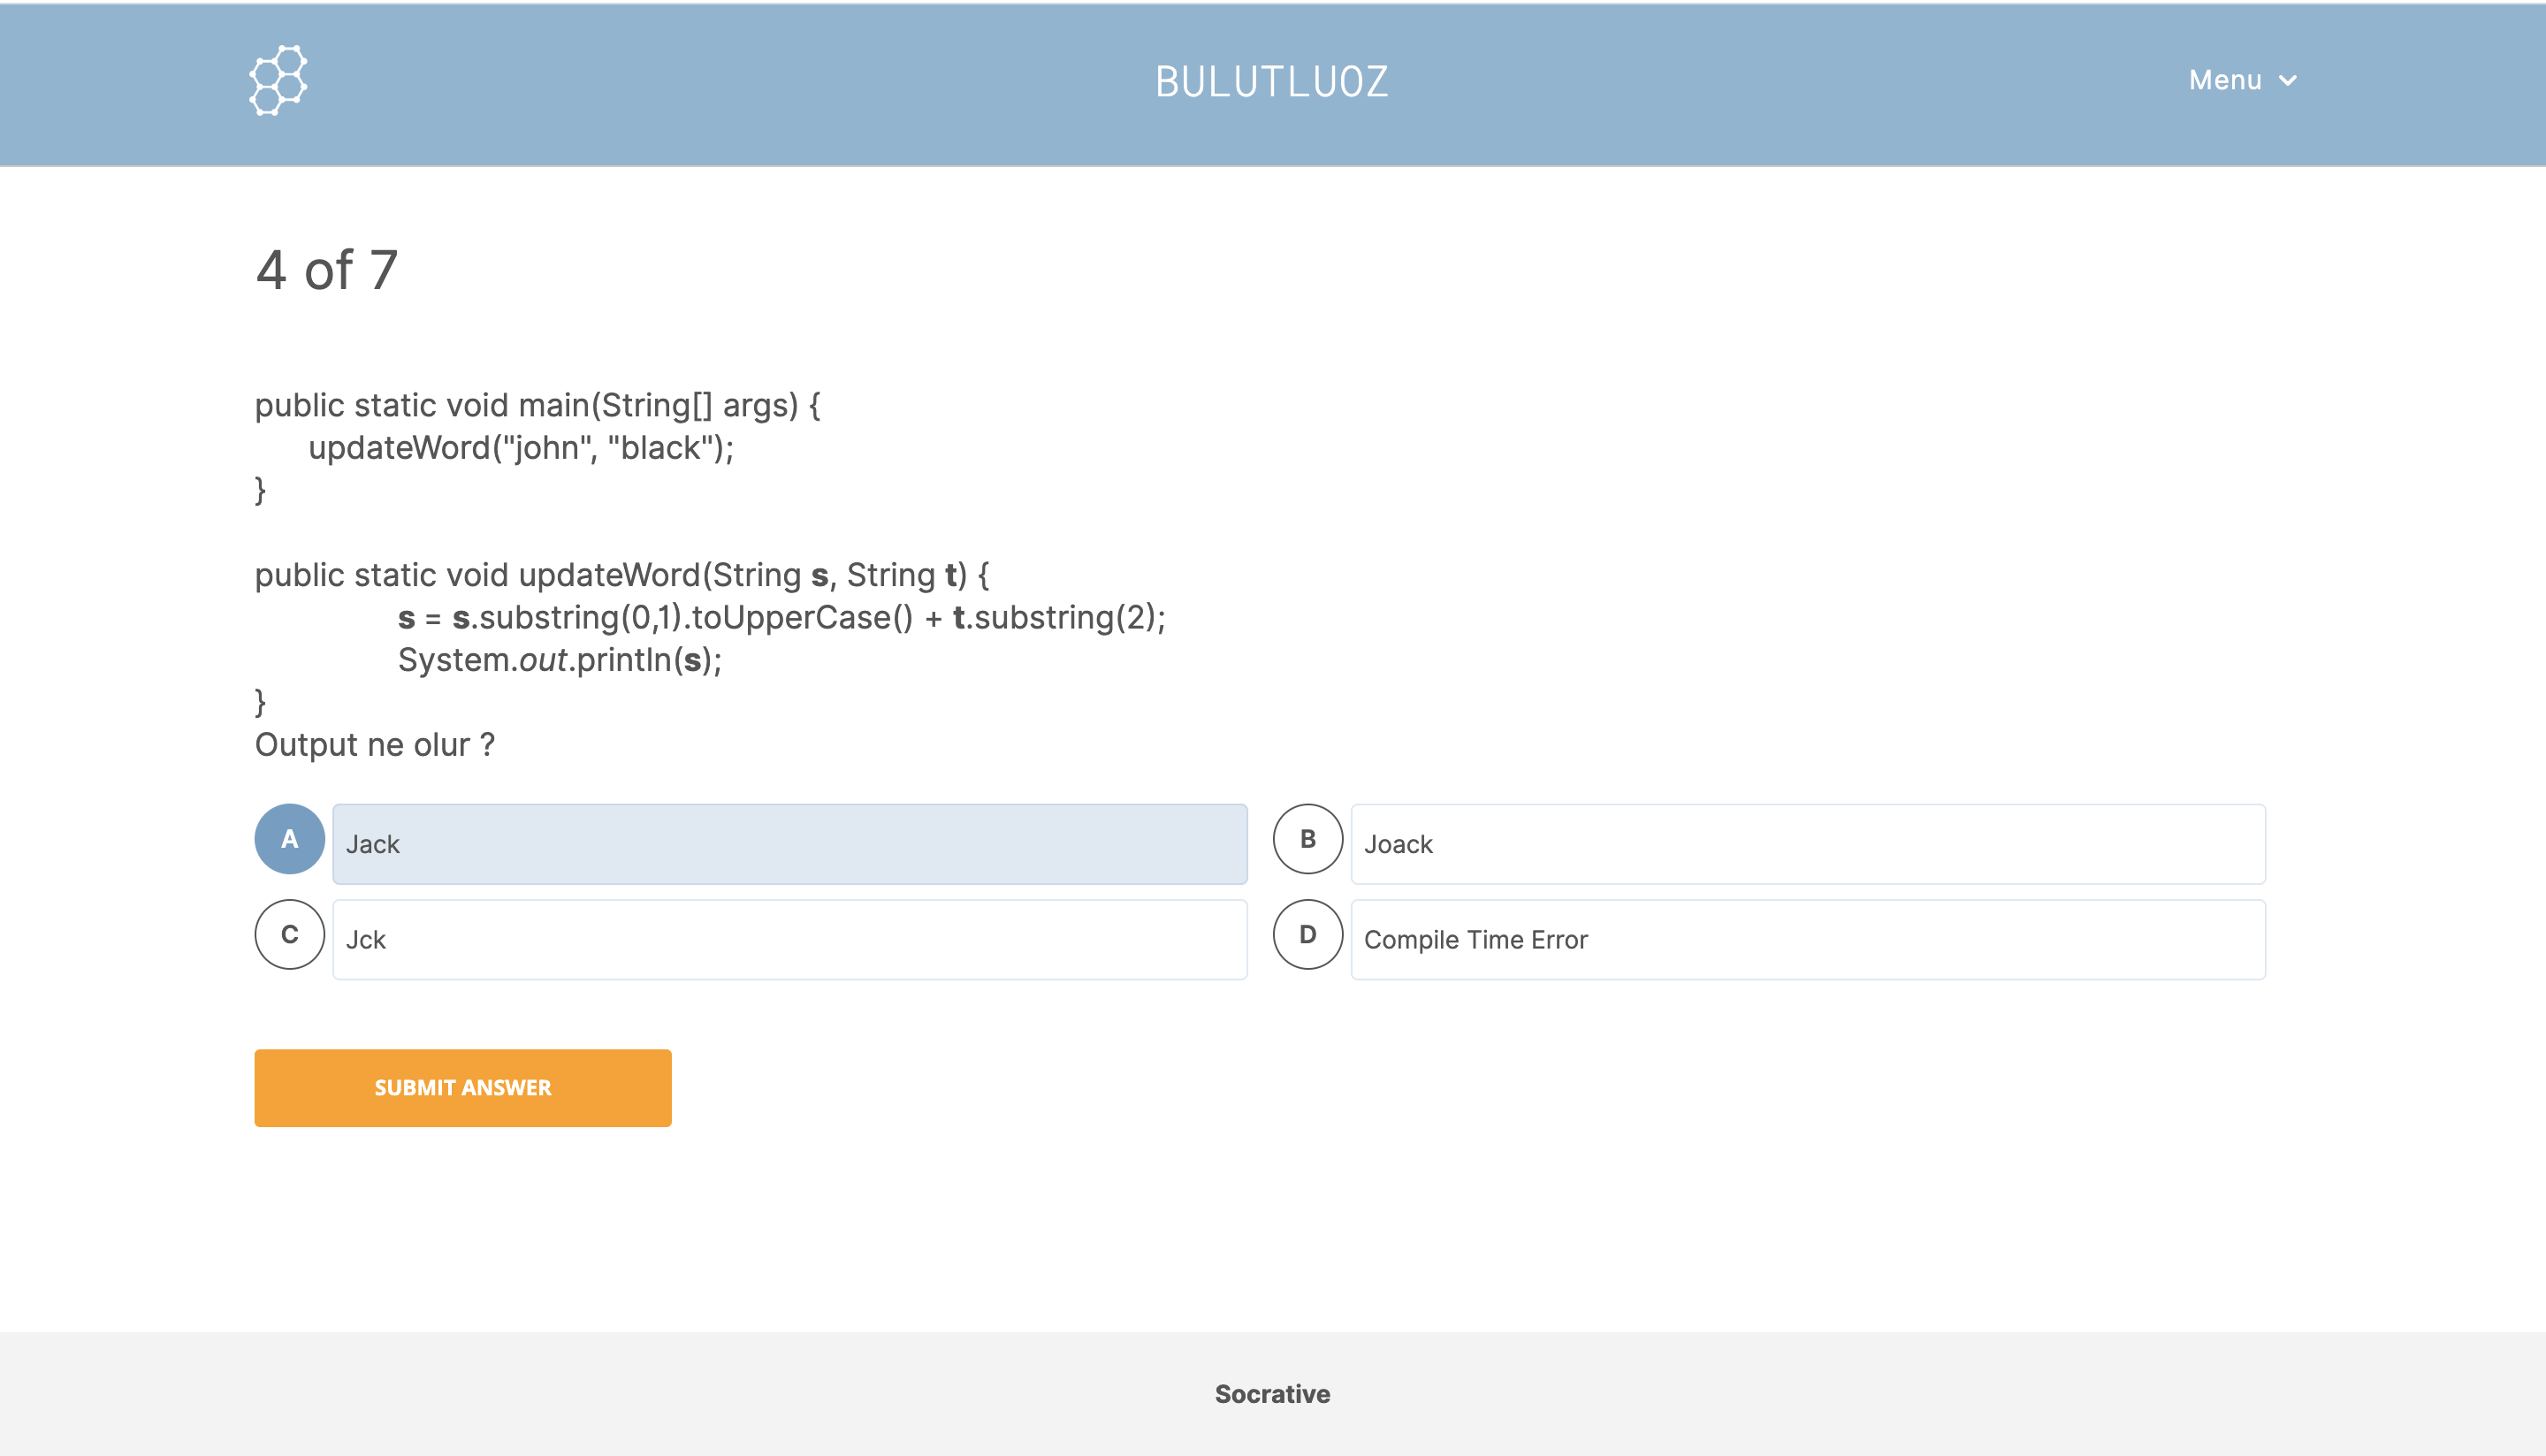 BULUTLUOZ
Menu
4 of 7
public static void main(String[] args) {
updateWord("john", "black");
}
public static void updateWord(String s, String t) {
s = s.substring(0,1).toUpperCase() + t.substring(2);
System.out.println(s);
}
Output ne olur ?
A Jack
B Joack
C Jck
D Compile Time Error
SUBMIT ANSWER
Socrative